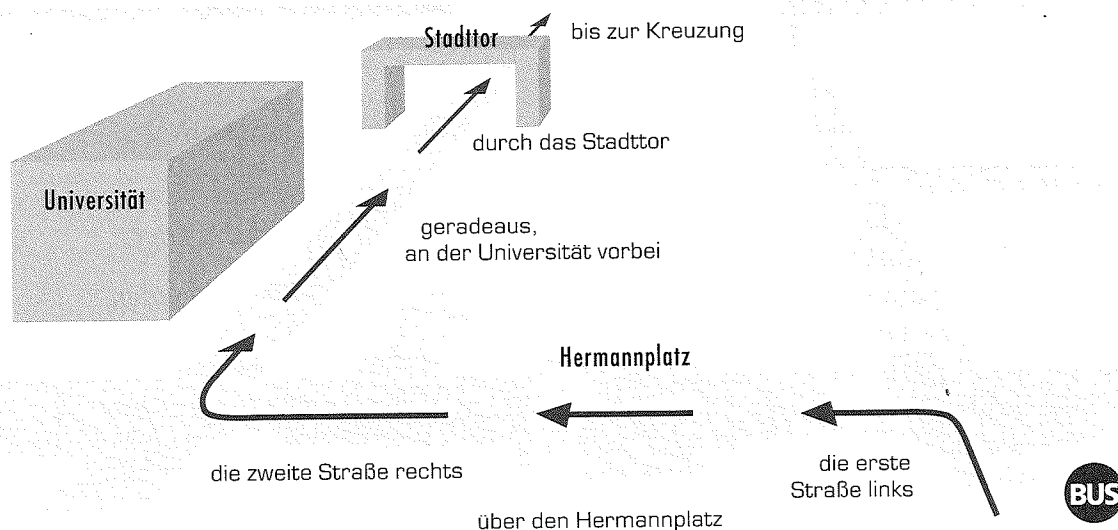 Stadttor
bis zur Kreuzung
durch das Stadttor
Universität
geradeaus,
an der Universität vorbei
Hermannplatz
die zweite Straße rechts
die erste
Straße links
BUS
über den Hermannplatz